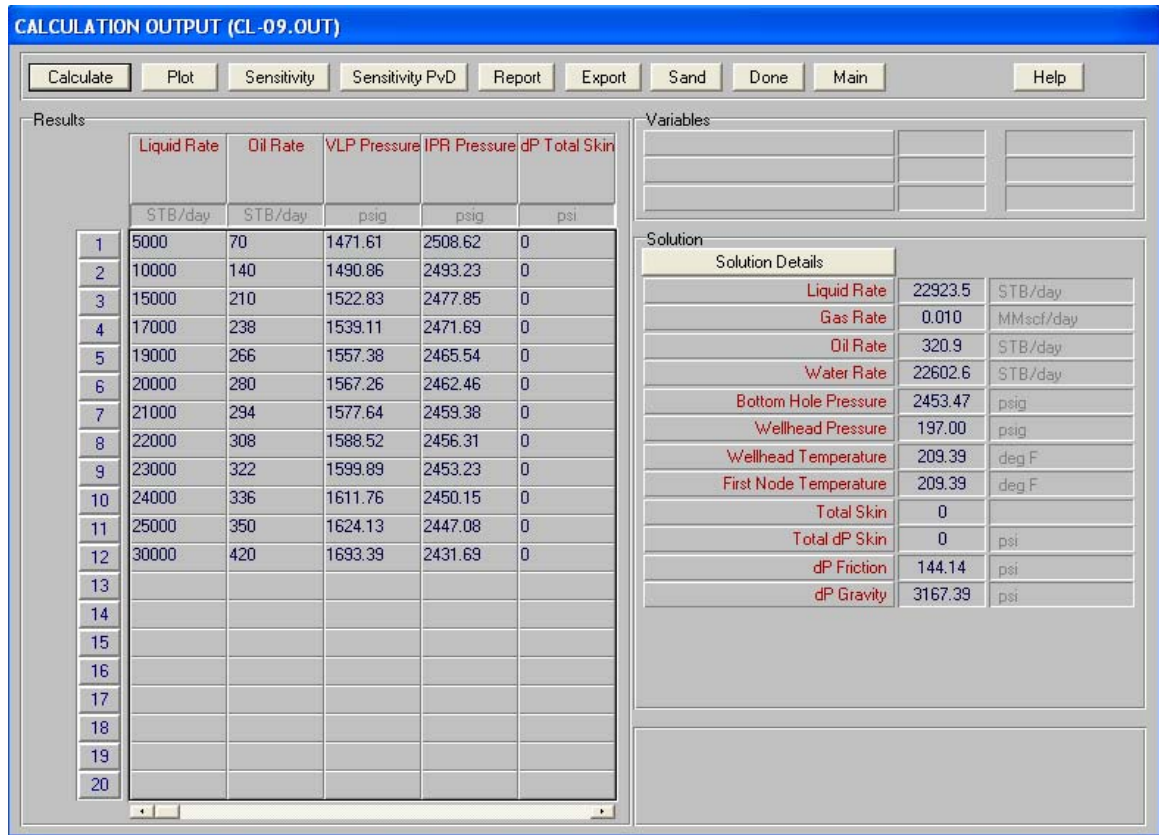 CALCULATION OUTPUT (CL-09.OUT)
Calculate Plot Sensitivity Sensitivity PvD Report Export Sand Done Main Help
Results
Liquid Rate Oil Rate VLP Pressure IPR Pressure dP Total Skin
STB/day STB/day psig psig psi
1 5000 70 1471.61 2508.62 0
2 10000 140 1490.86 2493.23 0
3 15000 210 1522.83 2477.85 0
4 17000 238 1539.11 2471.69 0
5 19000 266 1557.38 2465.54 0
6 20000 280 1567.26 2462.46 0
7 21000 294 1577.64 2459.38 0
8 22000 308 1588.52 2456.31 0
9 23000 322 1599.89 2453.23 0
10 24000 336 1611.76 2450.15 0
11 25000 350 1624.13 2447.08 0
12 30000 420 1693.39 2431.69 0
13
14
15
16
17
18
19
20
Variables
Solution
Solution Details
Liquid Rate 22923.5 STB/day
Gas Rate 0.010 MMscf/day
Oil Rate 320.9 STB/day
Water Rate 22602.6 STB/day
Bottom Hole Pressure 2453.47 psig
Wellhead Pressure 197.00 psig
Wellhead Temperature 209.39 deg F
First Node Temperature 209.39 deg F
Total Skin 0
Total dP Skin 0 psi
dP Friction 144.14 psi
dP Gravity 3167.39 psi